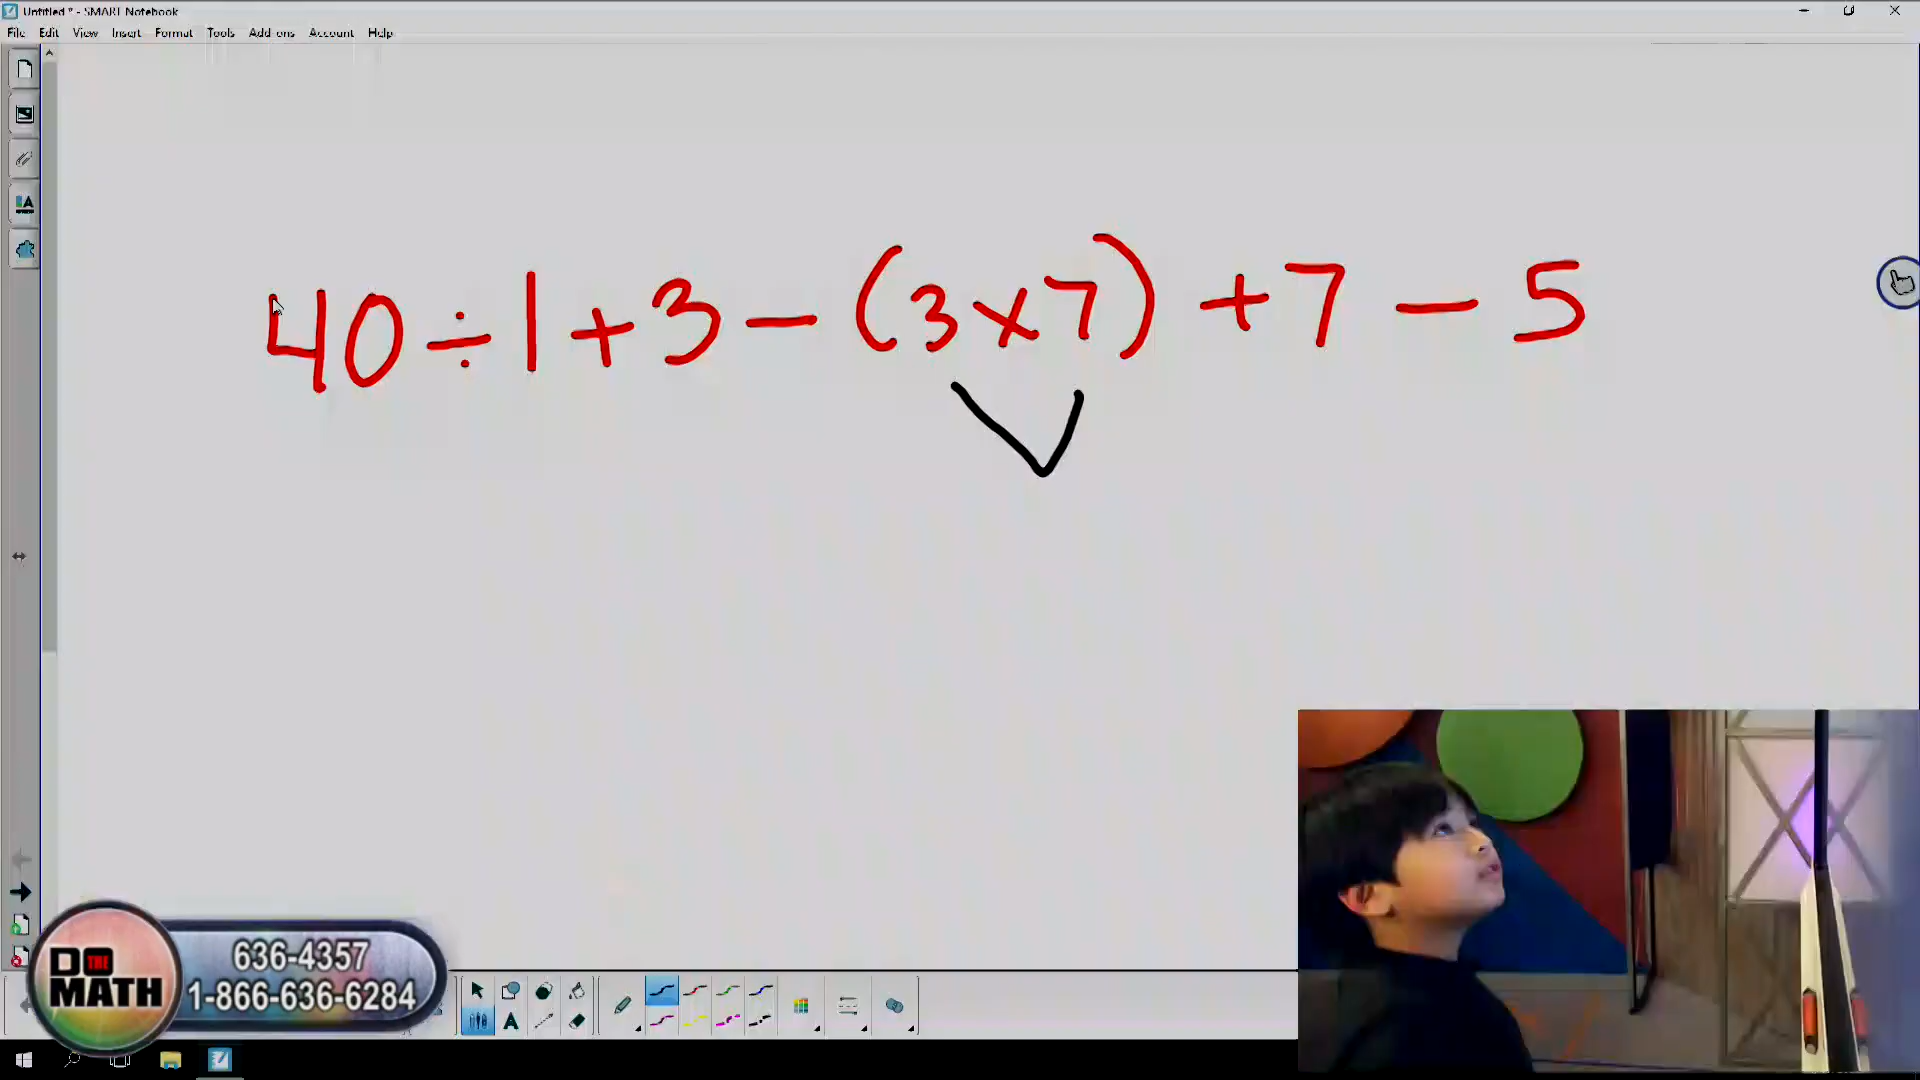 Untitled * - SMART Notebook
File Edit View Insert Format Tools Add-ons Account Help
40 ÷ 1 + 3 - (3 x 7) + 7 - 5
DO THE MATH
636-4357
1-866-636-6284